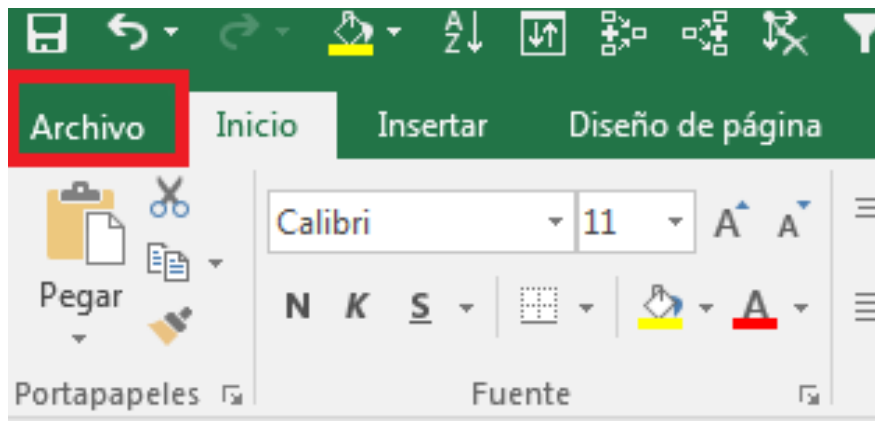 Archivo Inicio Insertar Diseño de página
Calibri 11
Pegar
N K S A
Portapapeles Fuente